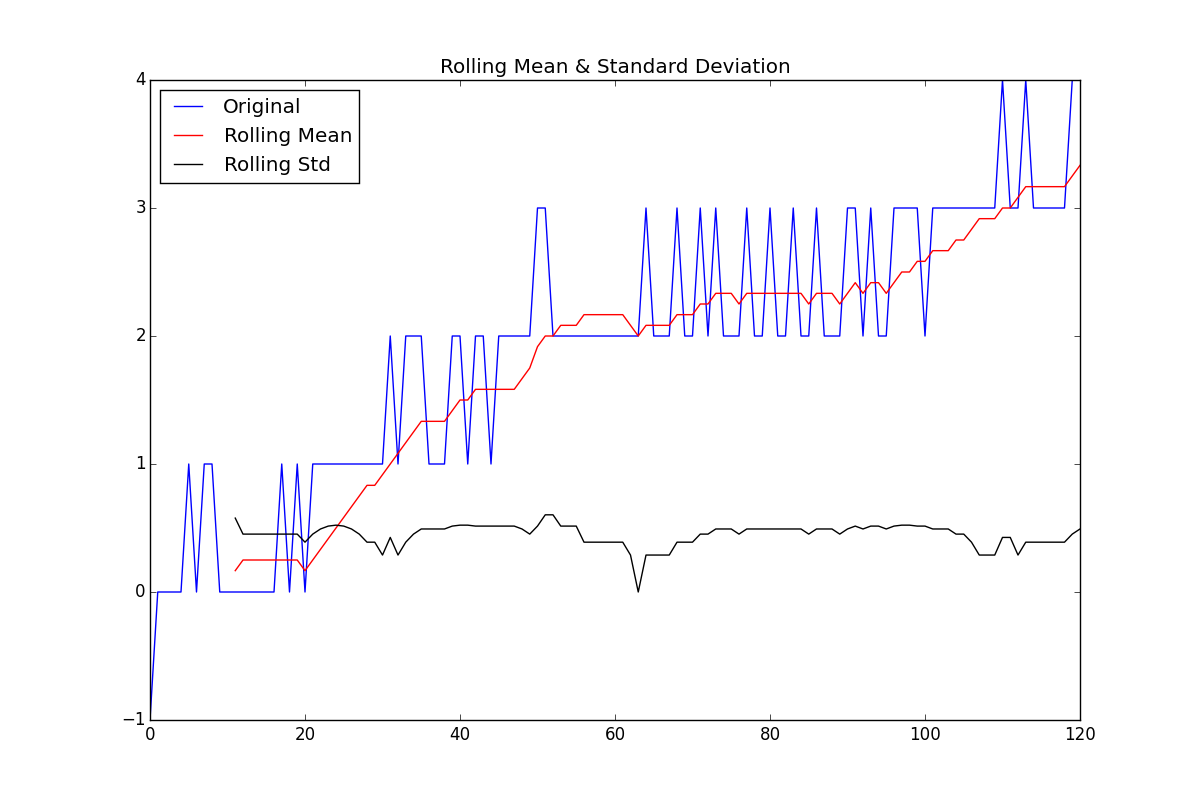 Rolling Mean & Standard Deviation
4
Original
Rolling Mean
Rolling Std
3
2
1
0
−1
0 20 40 60 80 100 120